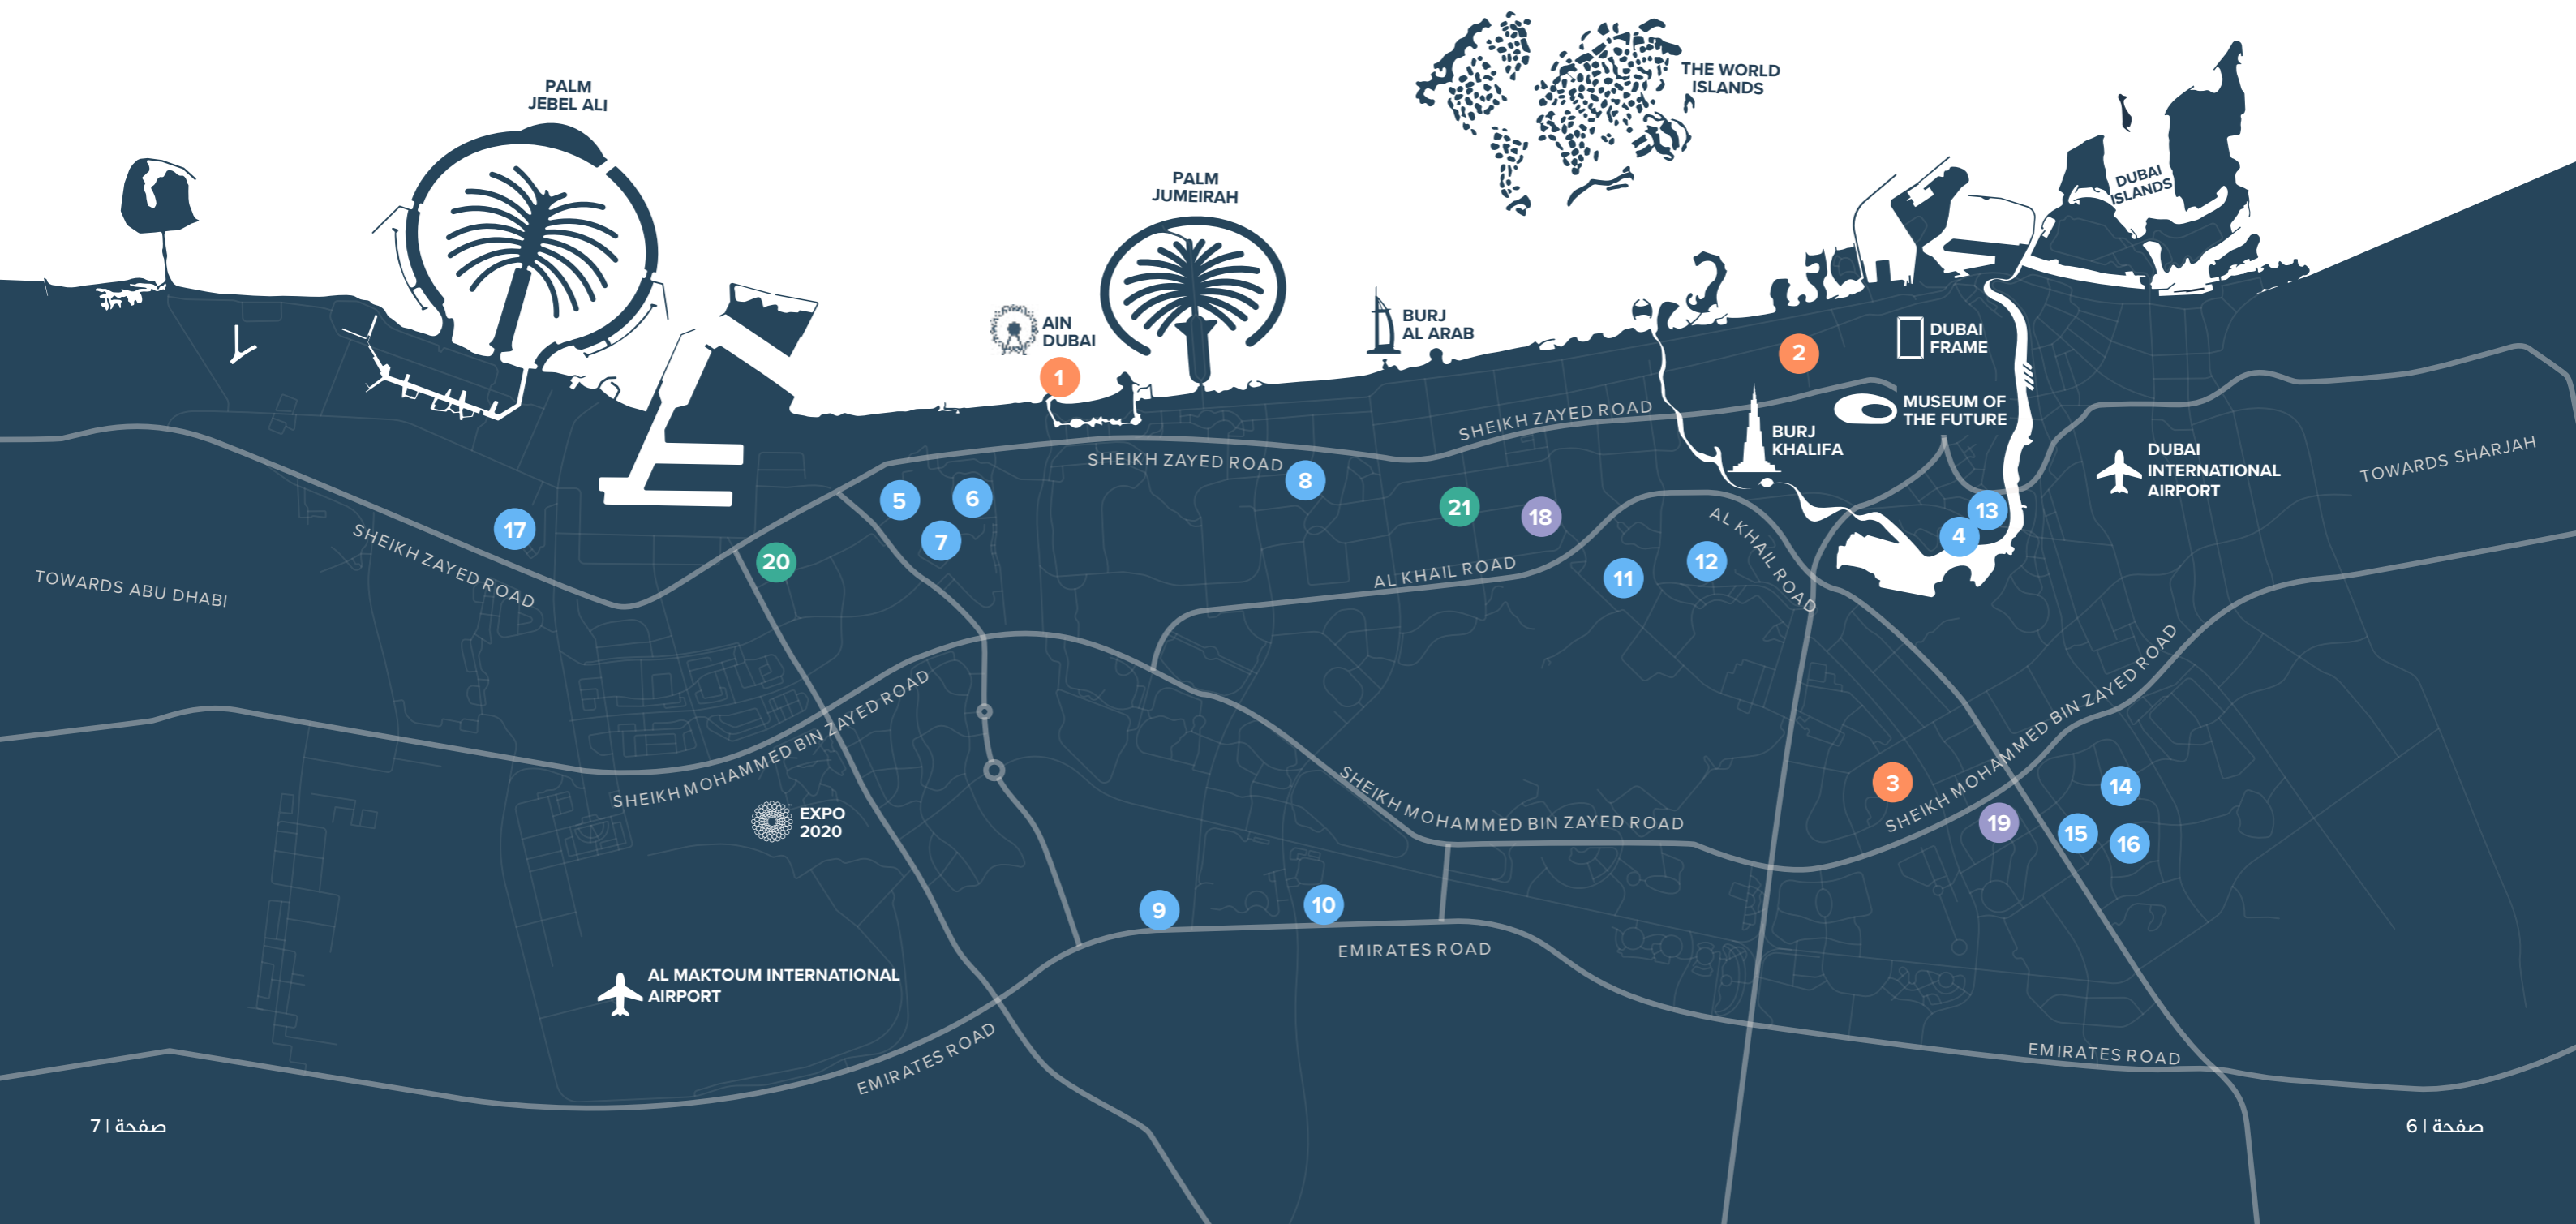 PALM
JEBEL ALI
THE WORLD
ISLANDS
PALM
JUMEIRAH
DUBAI
ISLANDS
AIN
DUBAI
BURJ
AL ARAB
DUBAI
FRAME
1
2
MUSEUM OF
THE FUTURE
SHEIKH ZAYED ROAD
BURJ
KHALIFA
SHEIKH ZAYED ROAD
DUBAI
INTERNATIONAL
AIRPORT
TOWARDS SHARJAH
8
5
6
21
18
13
17
7
4
SHEIKH ZAYED ROAD
20
AL KHAIL ROAD
11
12
AL KHAIL ROAD
TOWARDS ABU DHABI
SHEIKH MOHAMMED BIN ZAYED ROAD
SHEIKH MOHAMMED BIN ZAYED ROAD
SHEIKH MOHAMMED BIN ZAYED ROAD
3
14
19
15
16
EXPO
2020
9
10
EMIRATES ROAD
AL MAKTOUM INTERNATIONAL
AIRPORT
EMIRATES ROAD
EMIRATES ROAD
صفحة | 7
صفحة | 6